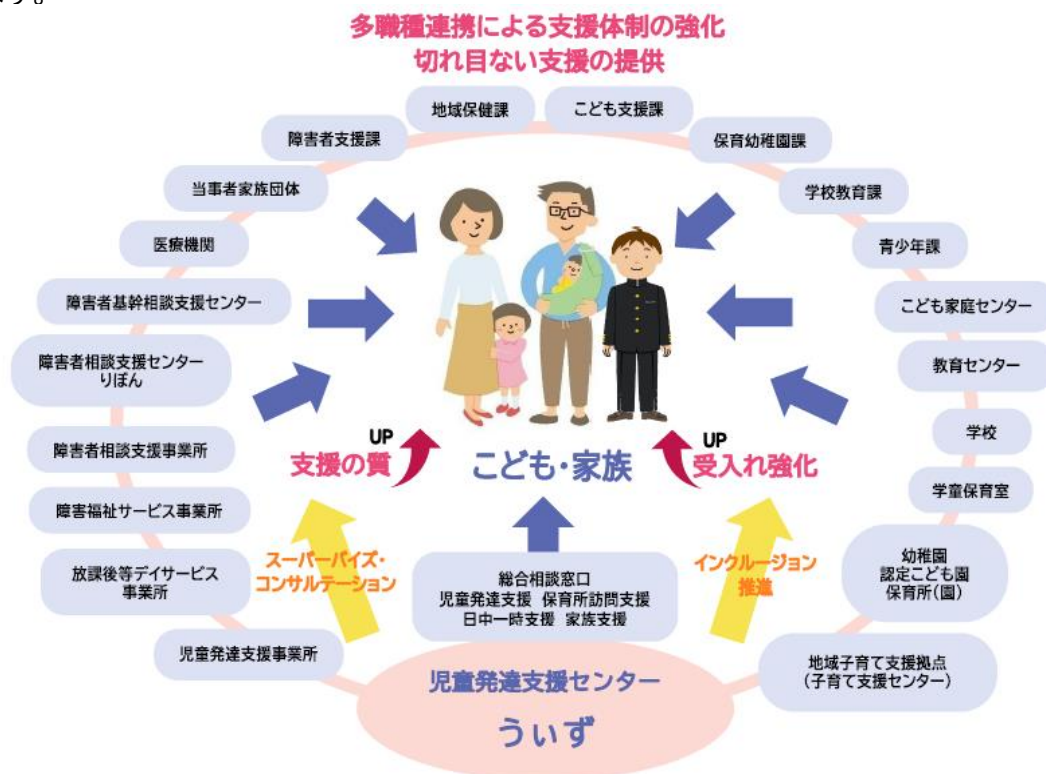 ます。
多職種連携による支援体制の強化
切れ目ない支援の提供
地域保健課
こども支援課
障害者支援課
保育幼稚園課
当事者家族団体
学校教育課
医療機関
青少年課
障害者基幹相談支援センター
こども家庭センター
障害者相談支援センター
りぼん
教育センター
障害者相談支援事業所
学校
障害福祉サービス事業所
学童保育室
放課後等デイサービス
事業所
幼稚園
認定こども園
保育所(園)
児童発達支援事業所
地域子育て支援拠点
(子育て支援センター)
UP
支援の質
こども・家族
UP
受入れ強化
スーパーバイズ・
コンサルテーション
インクルージョン
推進
総合相談窓口
児童発達支援 保育所訪問支援
日中一時支援 家族支援
児童発達支援センター
うぃず